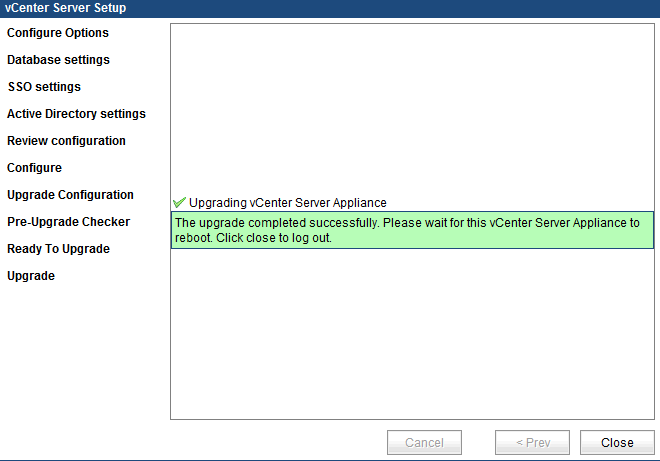 vCenter Server Setup
Configure Options
Database settings
SSO settings
Active Directory settings
Review configuration
Configure
Upgrade Configuration
Pre-Upgrade Checker
Ready To Upgrade
Upgrade
Upgrading vCenter Server Appliance
The upgrade completed successfully. Please wait for this vCenter Server Appliance to
reboot. Click close to log out.
Cancel
< Prev
Close